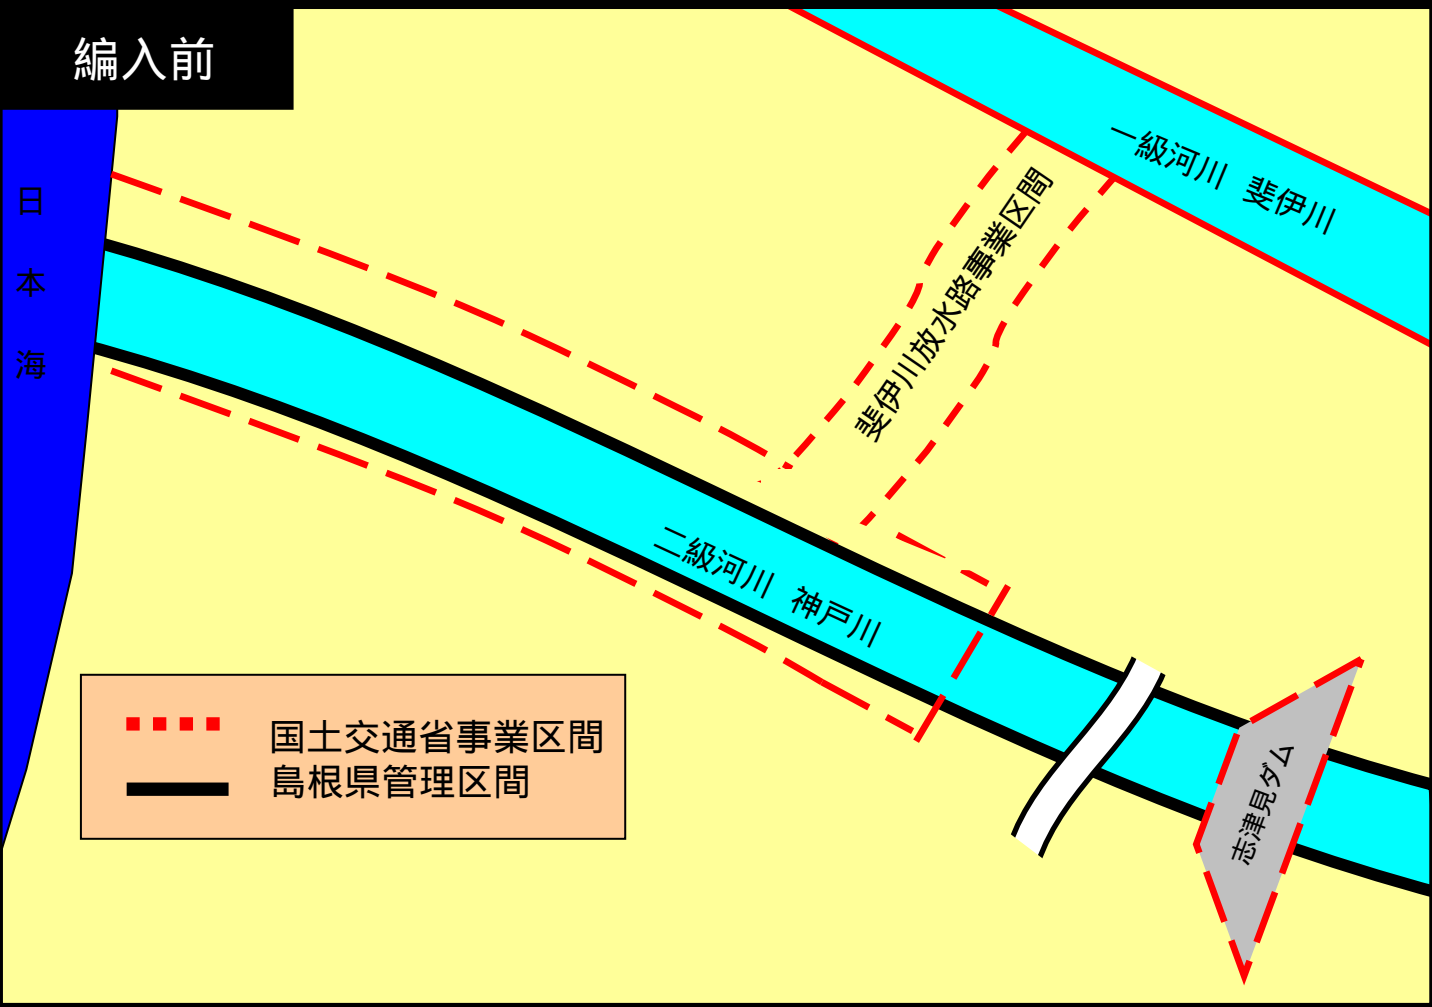 編入前
日
本
海
一級河川 斐伊川
斐伊川放水路事業区間
二級河川 神戸川
志津見ダム
国土交通省事業区間
島根県管理区間